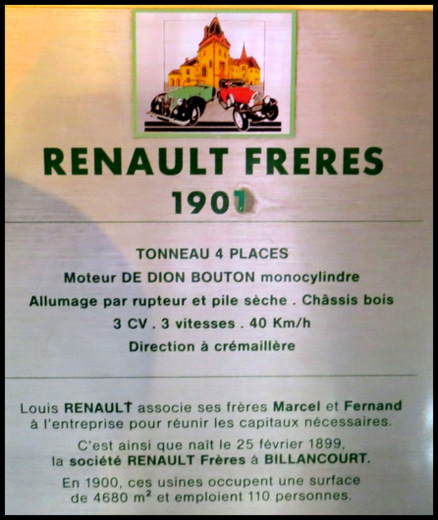 RENAULT FRERES
1901
TONNEAU 4 PLACES
Moteur DE DION BOUTON monocylindre
Allumage par rupteur et pile sèche . Châssis bois
3 CV . 3 vitesses . 40 Km/h
Direction à crémaillère
Louis RENAULT associe ses frères Marcel et Fernand
à l'entreprise pour réunir les capitaux nécessaires.
C'est ainsi que naît le 25 février 1899,
la société RENAULT Frères à BILLANCOURT.
En 1900, ces usines occupent une surface
de 4680 m² et emploient 110 personnes.